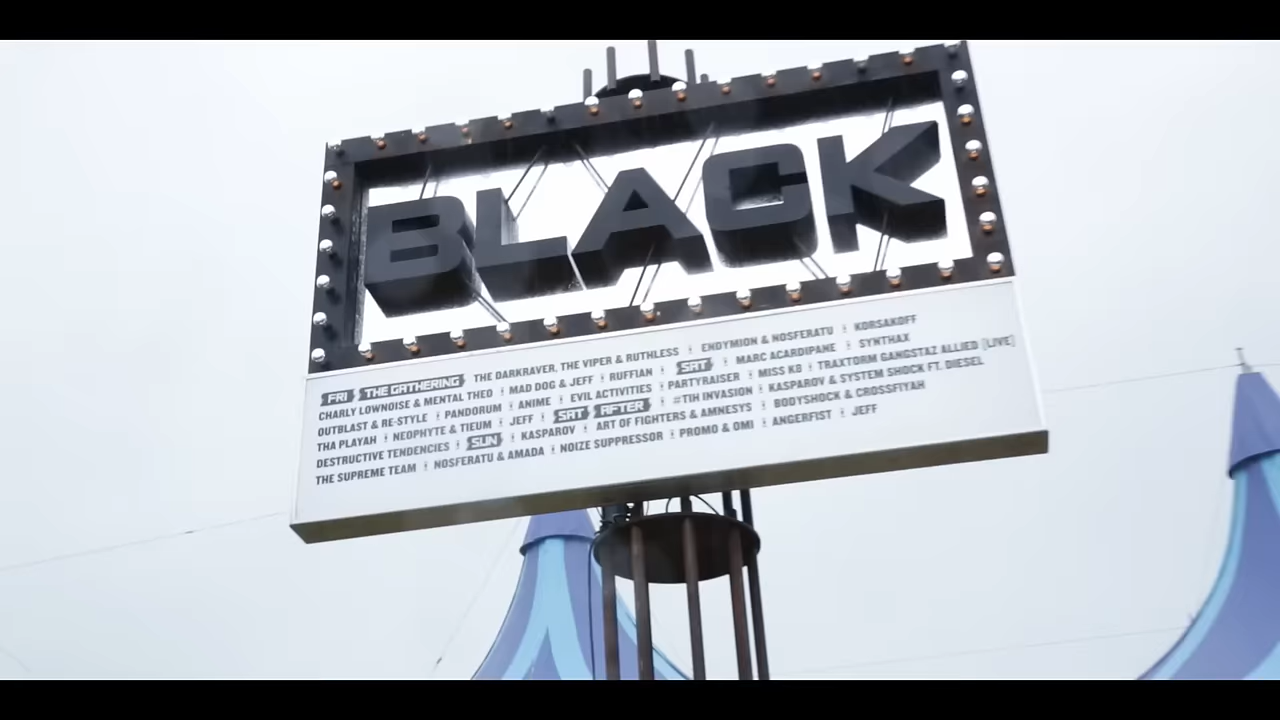 BLACK
FRI THE GATHERING THE DARKRAVER, THE VIPER & RUTHLESS ¦ ENDYMION & NOSFERATU ¦ KORSAKOFF
CHARLY LOWNOISE & MENTAL THEO ¦ MAD DOG & JEFF ¦ RUFFIAN ¦ SAT ¦ MARC ACARDIPANE ¦ SYNTHAX
OUTBLAST & RE-STYLE ¦ PANDORUM ¦ ANIME ¦ EVIL ACTIVITIES ¦ PARTYRAISER ¦ MISS K8 ¦ TRAXTORM GANGSTAZ ALLIED [LIVE]
THA PLAYAH ¦ NEOPHYTE & TIEUM ¦ JEFF ¦ SAT AFTER ¦ #TIH INVASION ¦ KASPAROV & SYSTEM SHOCK FT. DIESEL
DESTRUCTIVE TENDENCIES ¦ SUN ¦ KASPAROV ¦ ART OF FIGHTERS & AMNESYS ¦ BODYSHOCK & CROSSFIYAH
THE SUPREME TEAM ¦ NOSFERATU & AMADA ¦ NOIZE SUPPRESSOR ¦ PROMO & OMI ¦ ANGERFIST ¦ JEFF